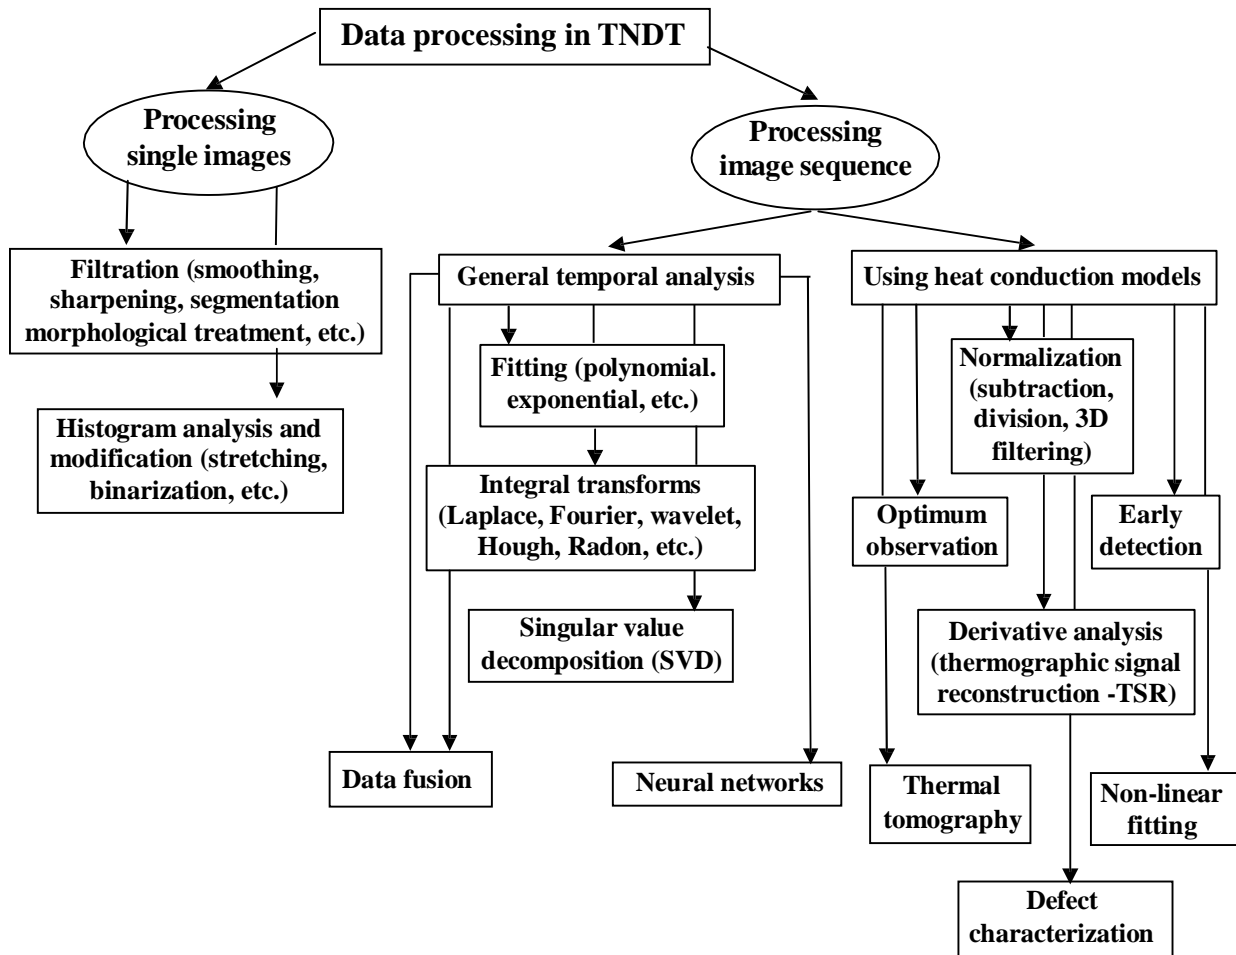 Data processing in TNDT
Processing
single images
Processing
image sequence
Filtration (smoothing,
sharpening, segmentation
morphological treatment, etc.)
Histogram analysis and
modification (stretching,
binarization, etc.)
General temporal analysis
Fitting (polynomial.
exponential, etc.)
Integral transforms
(Laplace, Fourier, wavelet,
Hough, Radon, etc.)
Singular value
decomposition (SVD)
Data fusion
Neural networks
Using heat conduction models
Normalization
(subtraction,
division, 3D
filtering)
Optimum
observation
Early
detection
Derivative analysis
(thermographic signal
reconstruction -TSR)
Thermal
tomography
Non-linear
fitting
Defect
characterization